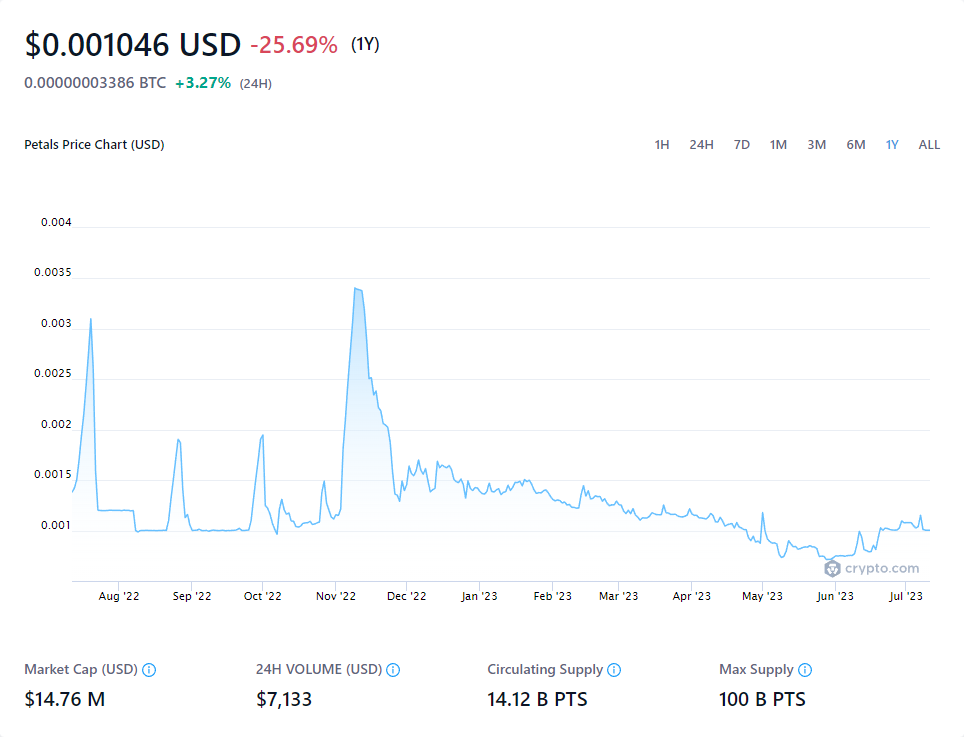 $0.001046 USD -25.69% (1Y)
0.00000003386 BTC +3.27% (24H)
Petals Price Chart (USD) 1H 24H 7D 1M 3M 6M 1Y ALL
0.004
0.0035
0.003
0.0025
0.002
0.0015
0.001
crypto.com
Aug '22 Sep '22 Oct '22 Nov '22 Dec '22 Jan '23 Feb '23 Mar '23 Apr '23 May '23 Jun '23 Jul '23
Market Cap (USD) 24H VOLUME (USD) Circulating Supply Max Supply
$14.76 M $7,133 14.12 B PTS 100 B PTS